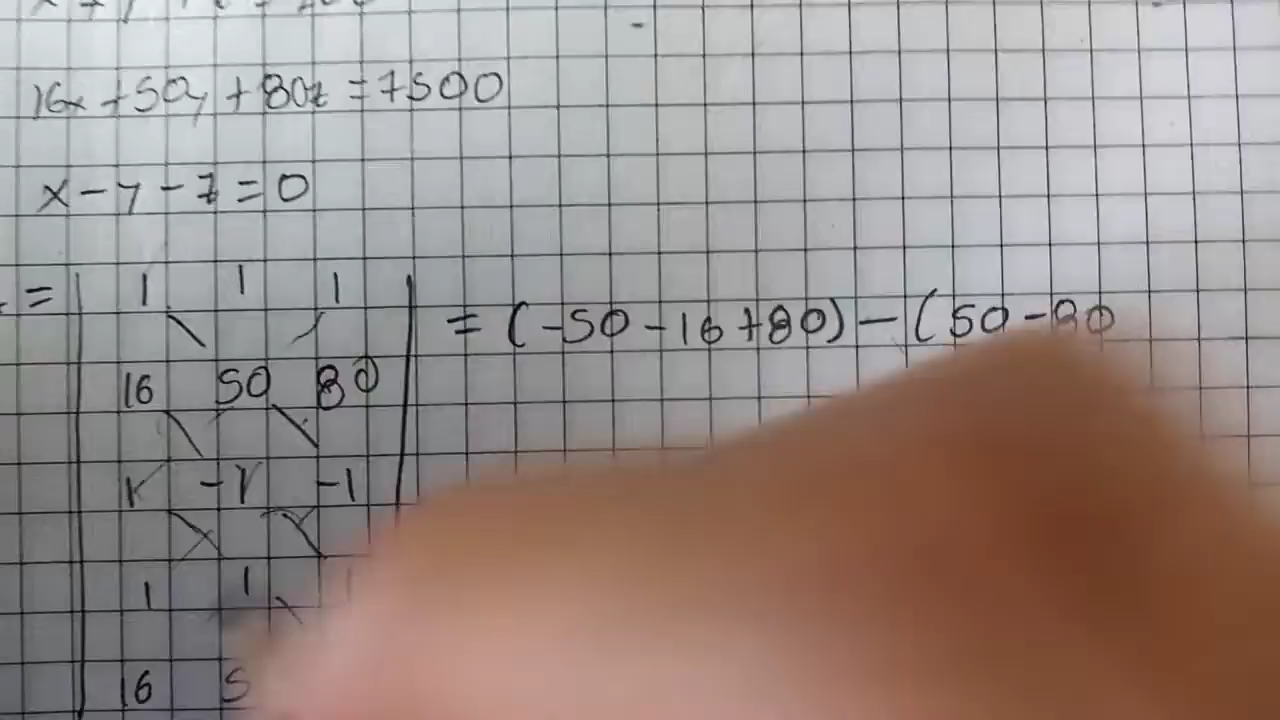 16x + 50y + 80z = 7500
x - y - z = 0
= | 1 1 1 | = (-50 - 16 + 80) - (50 - 80
16 50 80
1 -1 -1
1 1
16 5